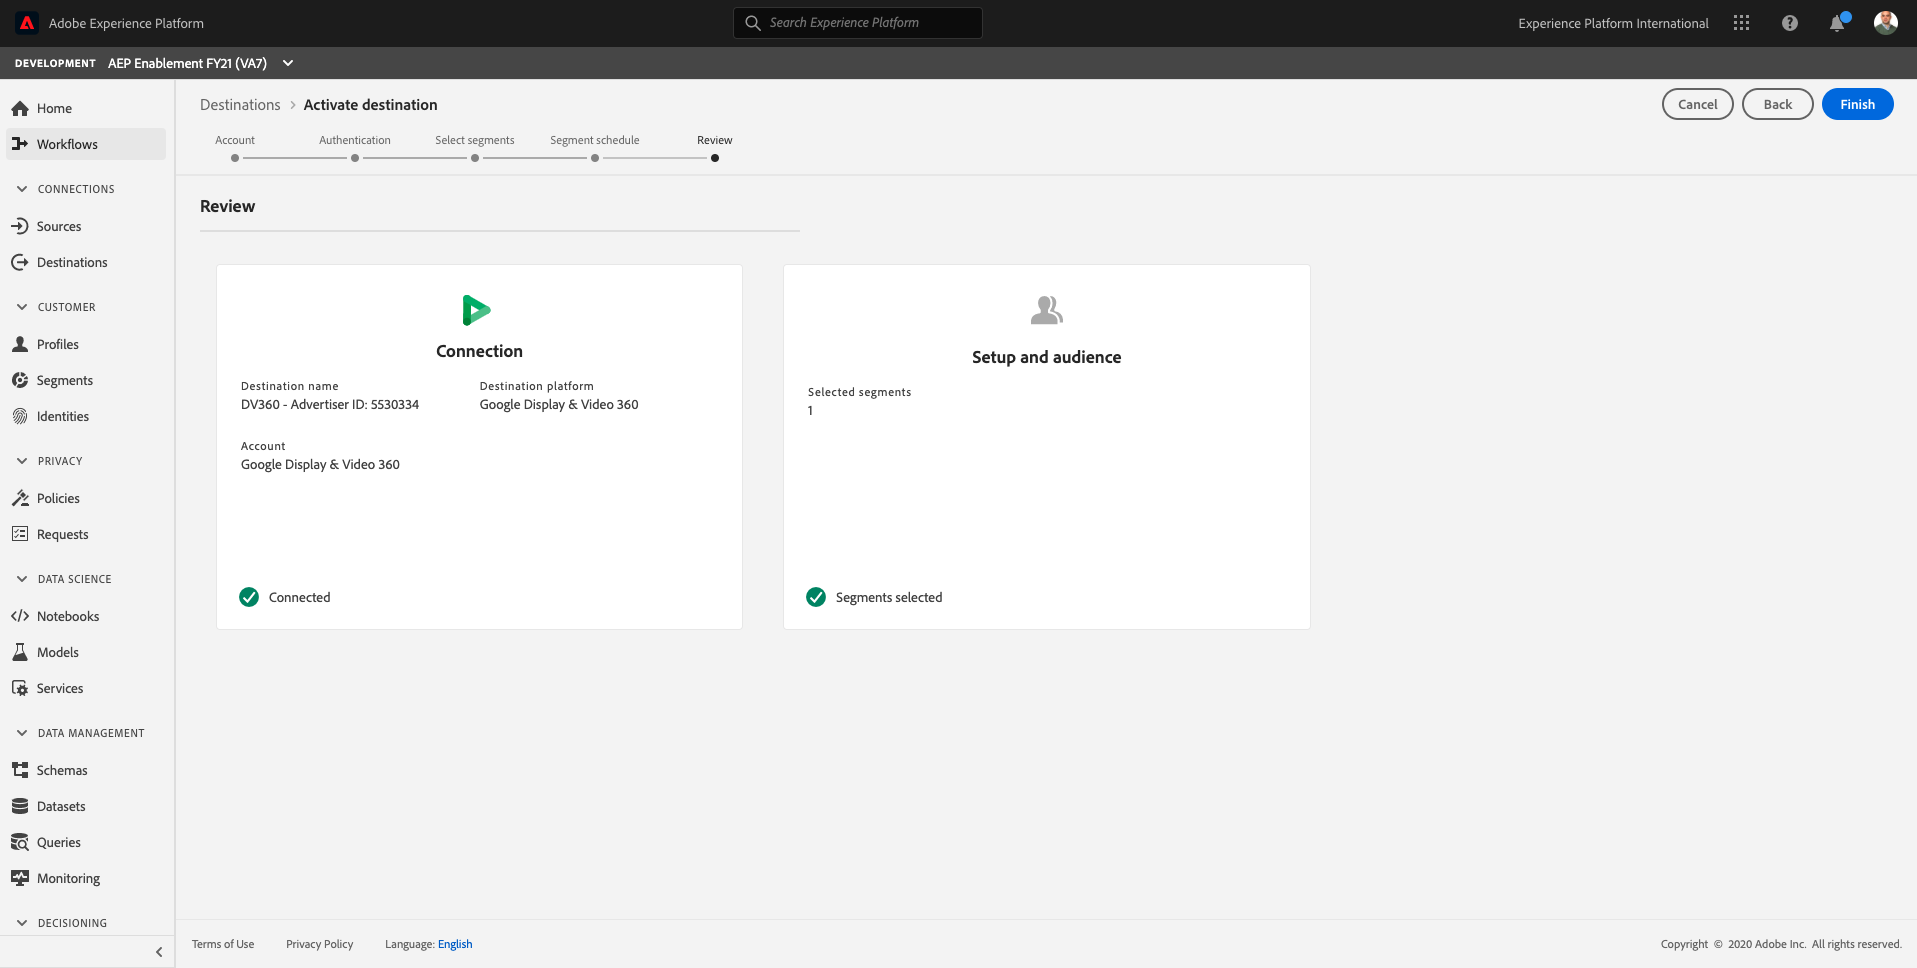 Adobe Experience Platform
Search Experience Platform
Experience Platform International
DEVELOPMENT AEP Enablement FY21 (VA7)
Home
Workflows
CONNECTIONS
Sources
Destinations
CUSTOMER
Profiles
Segments
Identities
PRIVACY
Policies
Requests
DATA SCIENCE
Notebooks
Models
Services
DATA MANAGEMENT
Schemas
Datasets
Queries
Monitoring
DECISIONING
Destinations > Activate destination
Cancel
Back
Finish
Account
Authentication
Select segments
Segment schedule
Review
Review
Connection
Destination name
DV360 - Advertiser ID: 5530334
Destination platform
Google Display & Video 360
Account
Google Display & Video 360
Connected
Setup and audience
Selected segments
1
Segments selected
Terms of Use
Privacy Policy
Language: English
Copyright © 2020 Adobe Inc. All rights reserved.